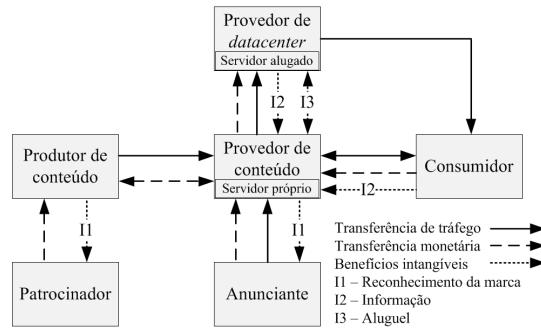 Provedor de
datacenter
Servidor alugado
I2
I3
Produtor de
conteúdo
Provedor de
conteúdo
Servidor próprio
Consumidor
I2
I1
I1
Patrocinador
Anunciante
Transferência de tráfego
Transferência monetária
Benefícios intangíveis
I1 – Reconhecimento da marca
I2 – Informação
I3 – Aluguel